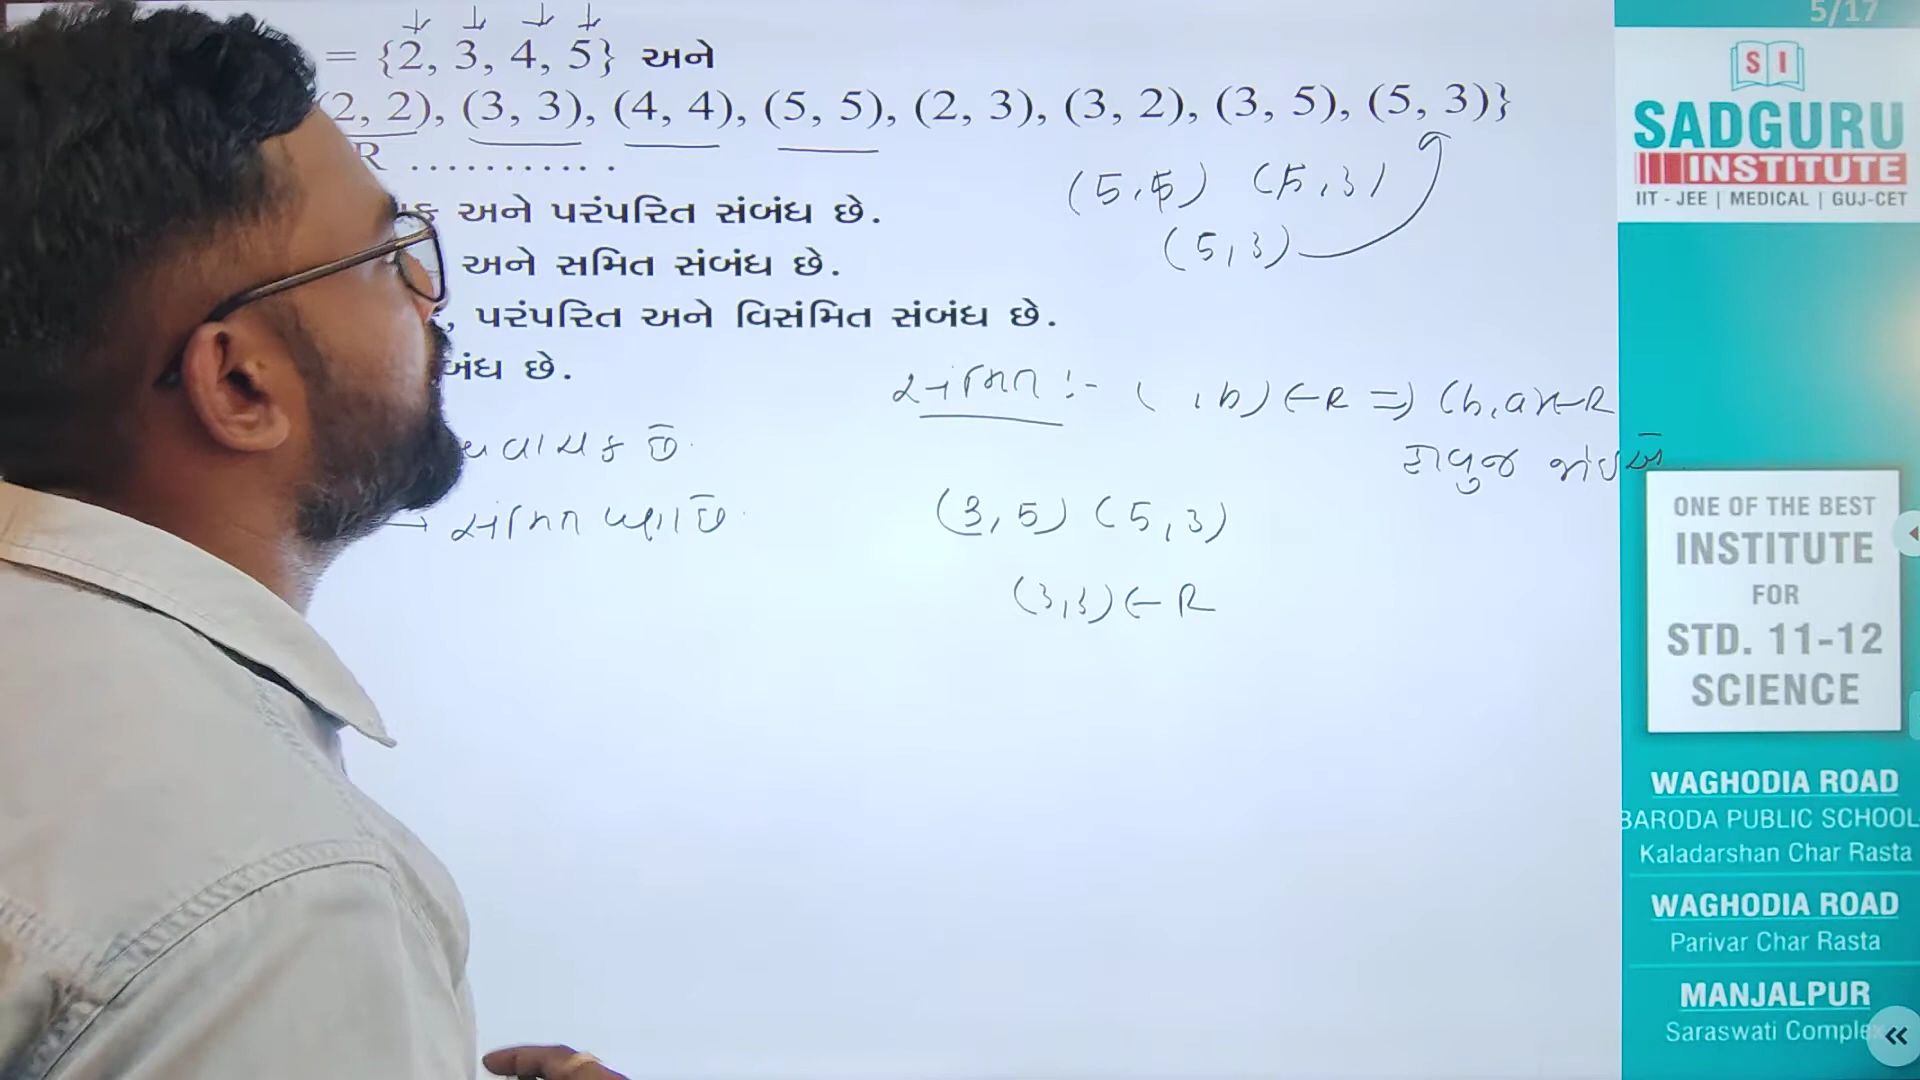 = {2, 3, 4, 5} અને
2, 2), (3, 3), (4, 4), (5, 5), (2, 3), (3, 2), (3, 5), (5, 3)}
R ...........
અને પરંપરિત સંબંધ છે.
અને સમિત સંબંધ છે.
, પરંપરિત અને વિસંમિત સંબંધ છે.
બંધ છે.
(5,5) (5,3)
(5,3)
:- ( , b) ∈ R ⇒ (b, a) ∈ R
(3,5) (5,3)
(3,3) ∈ R
5/17
SI
SADGURU
INSTITUTE
IIT - JEE | MEDICAL | GUJ-CET
ONE OF THE BEST
INSTITUTE
FOR
STD. 11-12
SCIENCE
WAGHODIA ROAD
BARODA PUBLIC SCHOOL
Kaladarshan Char Rasta
WAGHODIA ROAD
Parivar Char Rasta
MANJALPUR
Saraswati Comple